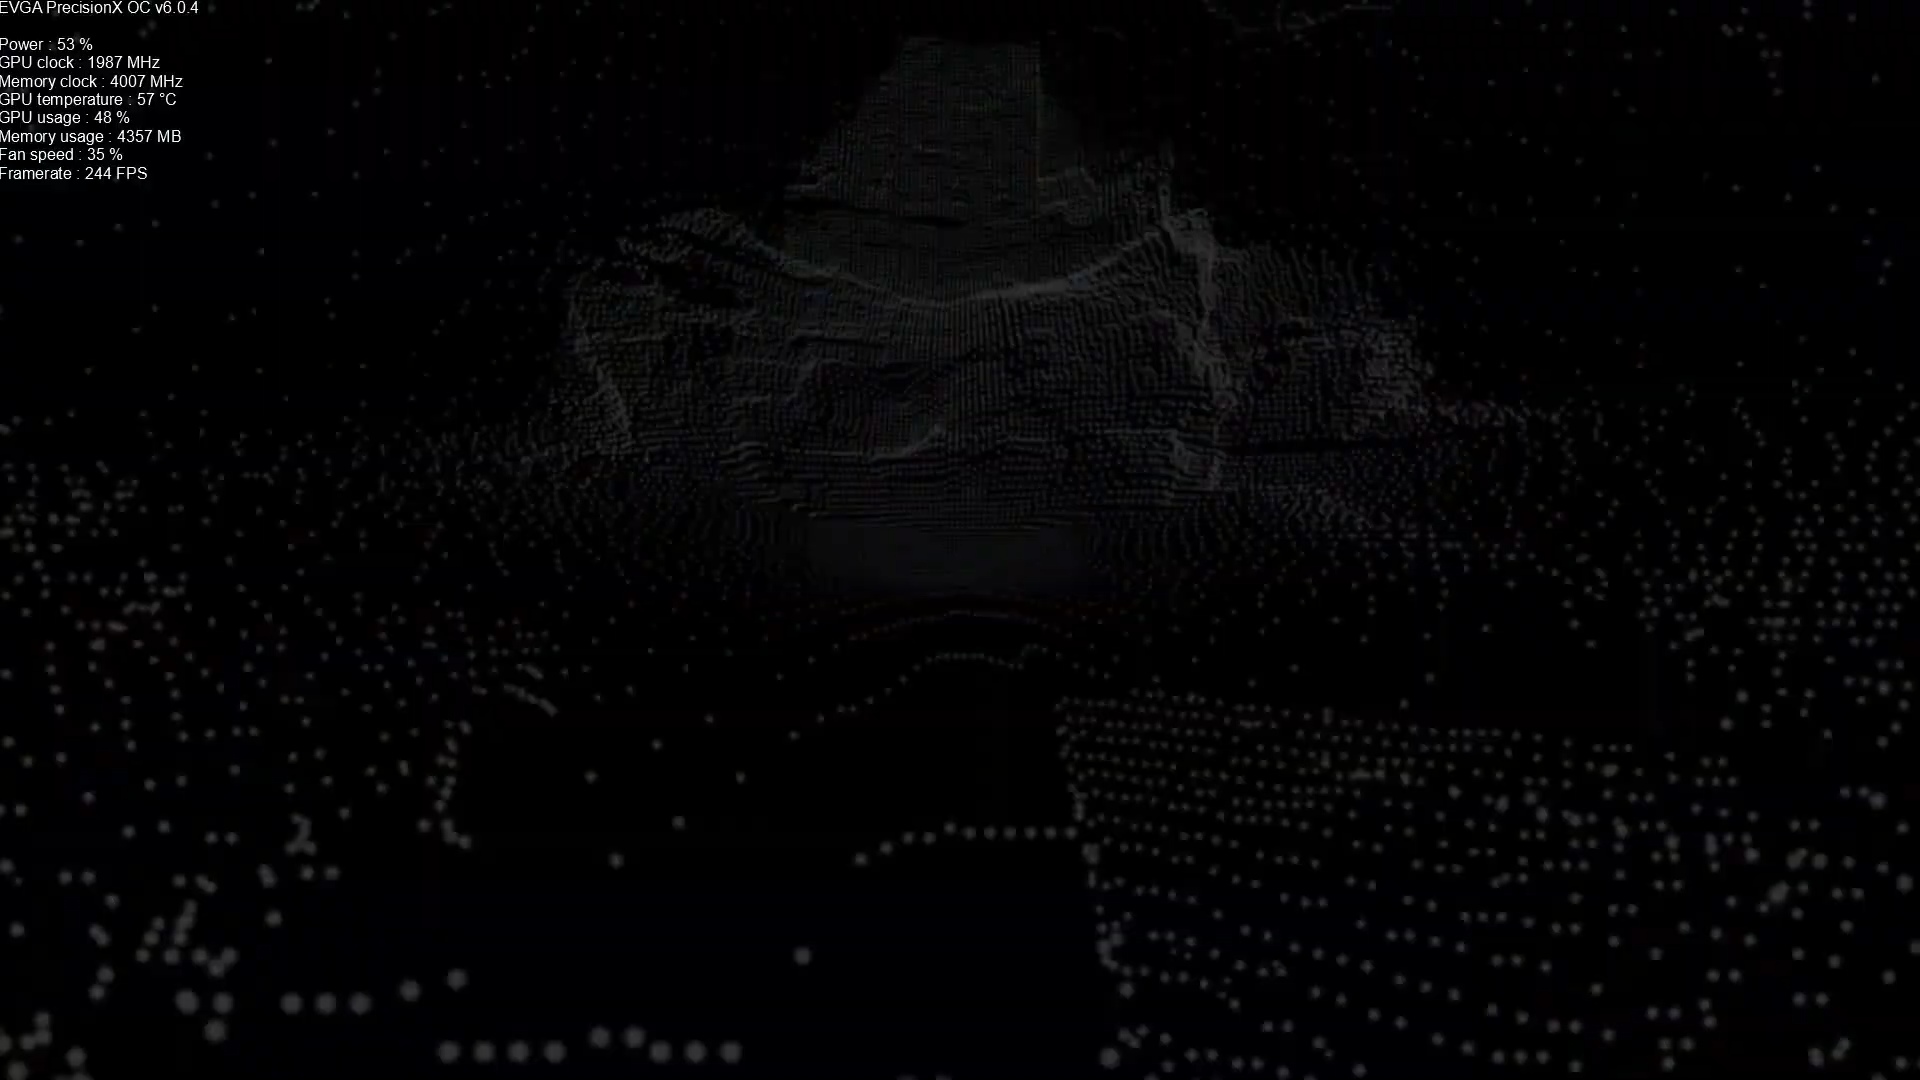 EVGA PrecisionX OC v6.0.4
Power : 53 %
GPU clock : 1987 MHz
Memory clock : 4007 MHz
GPU temperature : 57 °C
GPU usage : 48 %
Memory usage : 4357 MB
Fan speed : 35 %
Framerate : 244 FPS